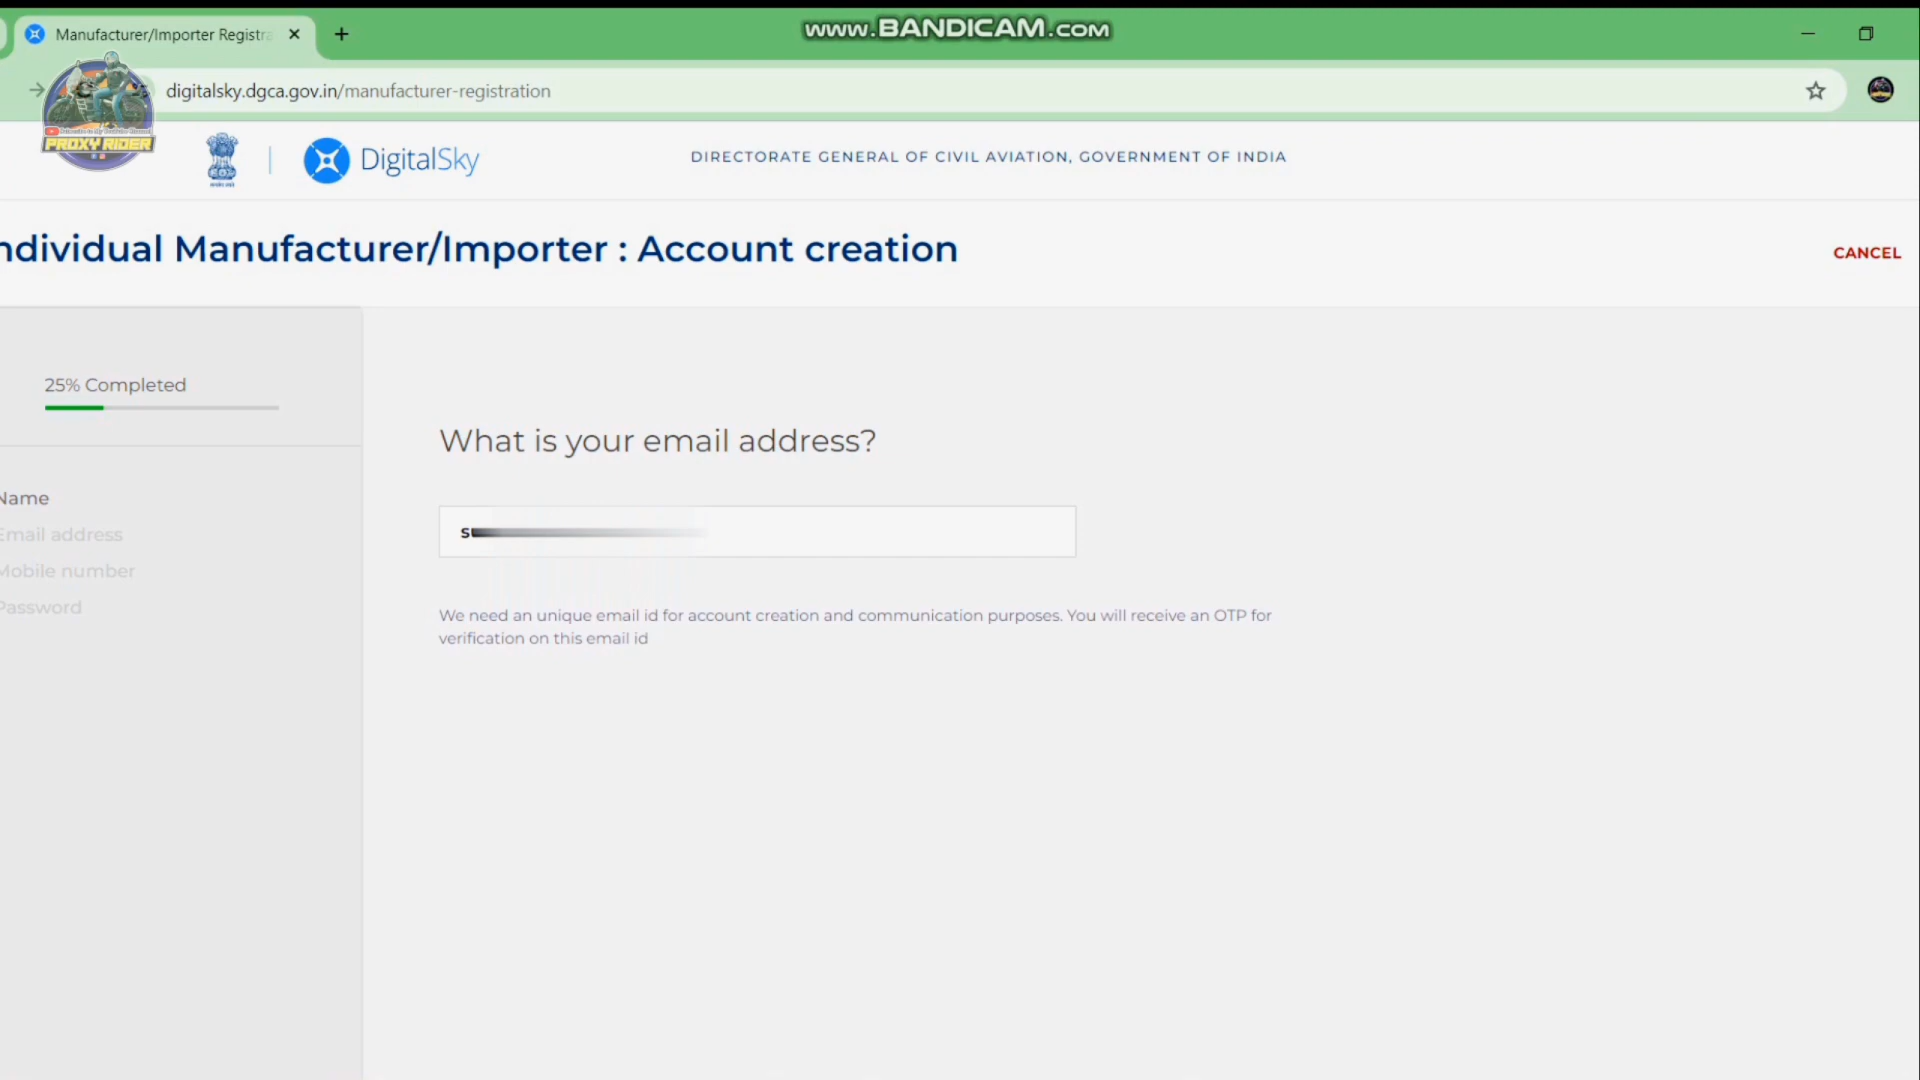 Manufacturer/Importer Registra
www.BANDICAM.com
digitalsky.dgca.gov.in/manufacturer-registration
PROXY RIDER
DigitalSky
DIRECTORATE GENERAL OF CIVIL AVIATION, GOVERNMENT OF INDIA
ndividual Manufacturer/Importer : Account creation
CANCEL
25% Completed
What is your email address?
Name
Email address
Mobile number
Password
s
We need an unique email id for account creation and communication purposes. You will receive an OTP for
verification on this email id